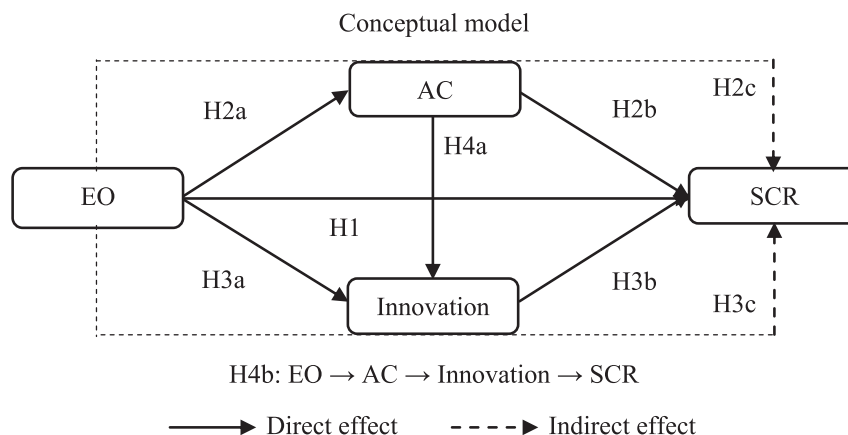 Conceptual model
AC
H2c
H2a
H2b
H4a
EO
SCR
H1
H3a
H3b
Innovation
H3c
H4b: EO → AC → Innovation → SCR
Direct effect
Indirect effect